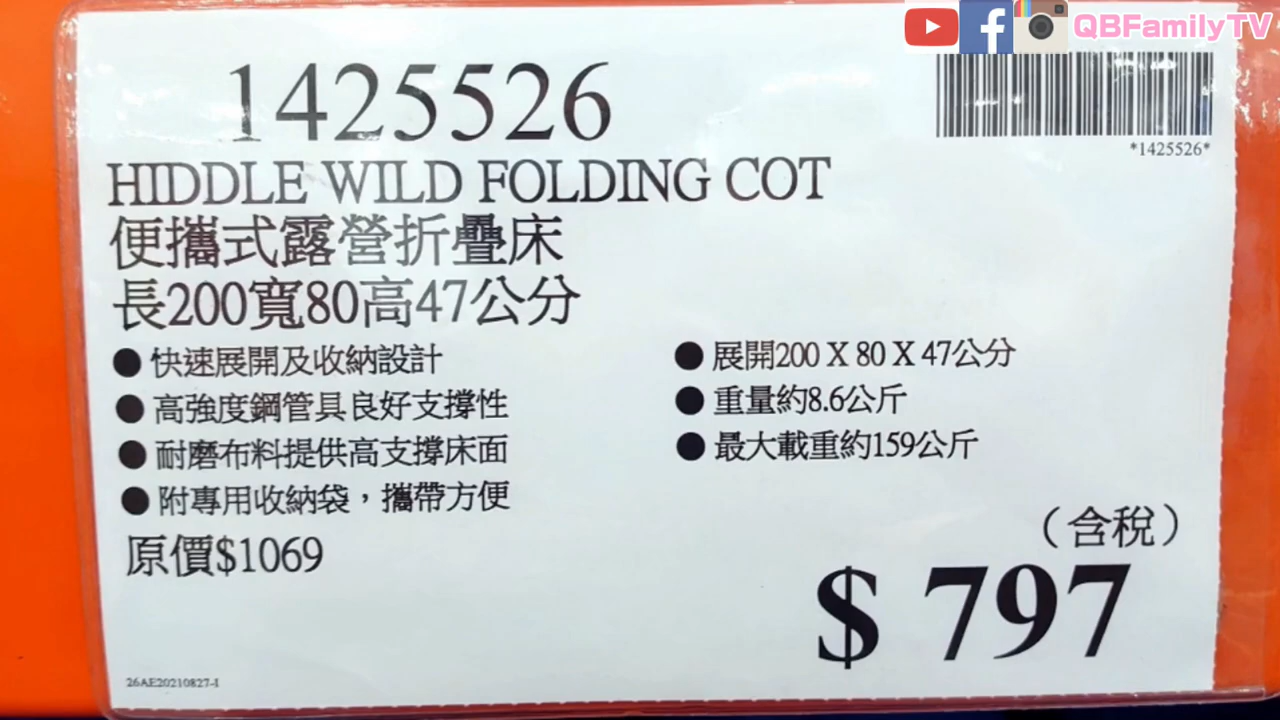 QBFamilyTV
1425526
*1425526*
HIDDLE WILD FOLDING COT
便攜式露營折疊床
長200寬80高47公分
● 快速展開及收納設計
● 高強度鋼管具良好支撐性
● 耐磨布料提供高支撐床面
● 附專用收納袋，攜帶方便
● 展開200 X 80 X 47公分
● 重量約8.6公斤
● 最大載重約159公斤
原價$1069
（含稅）
$ 797
26AE20210827-I